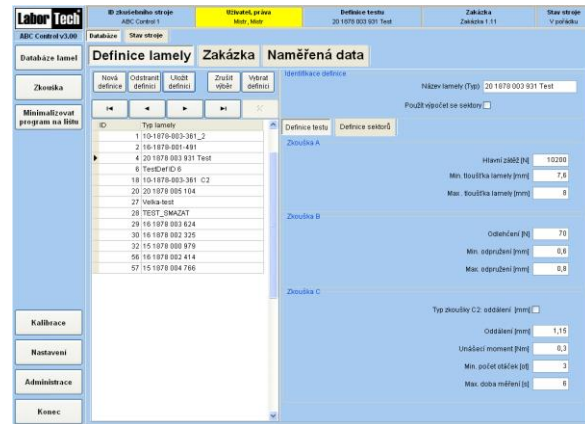 Labor Tech
ID zkušebního stroje
ABC Control 1
Uživatel, práva
Mistr, Mistr
Definice testu
20 1878 003 931 Test
Zakázka
Zakázka 1.11
Stav stroje
V pořádku
ABC Control v3.00
Databáze
Stav stroje
Databáze lamel
Zkouška
Minimalizovat
program na lištu
Kalibrace
Nastavení
Administrace
Konec
Definice lamely
Zakázka
Naměřená data
Nová
definice
Odstranit
definici
Uložit
definici
Zrušit
výběr
Vybrat
definici
ID Typ lamely
1 10-1878-003-361_2
2 16-1878-001-491
4 20 1878 003 931 Test
6 TestDef ID 6
18 10-1878-003-361 C2
20 20 1878 005 104
27 Velka-test
28 TEST_SMAZAT
29 16 1878 003 624
30 16 1878 002 325
32 15 1878 000 979
56 16 1878 002 414
57 15 1878 004 766
Identifikace definice
Název lamely (Typ) 20 1878 003 931 Test
Použít výpočet se sektory
Definice testu
Definice sektorů
Zkouška A
Hlavní zátěž [N] 10200
Min. tloušťka lamely [mm] 7,6
Max. tloušťka lamely [mm] 8
Zkouška B
Odlehčení [N] 70
Min. odpružení [mm] 0,6
Max. odpružení [mm] 0,8
Zkouška C
Typ zkoušky C2: oddálení [mm]
Oddálení [mm] 1,15
Unášecí moment [Nm] 0,3
Min. počet otáček [ot] 3
Max. doba měření [s] 6